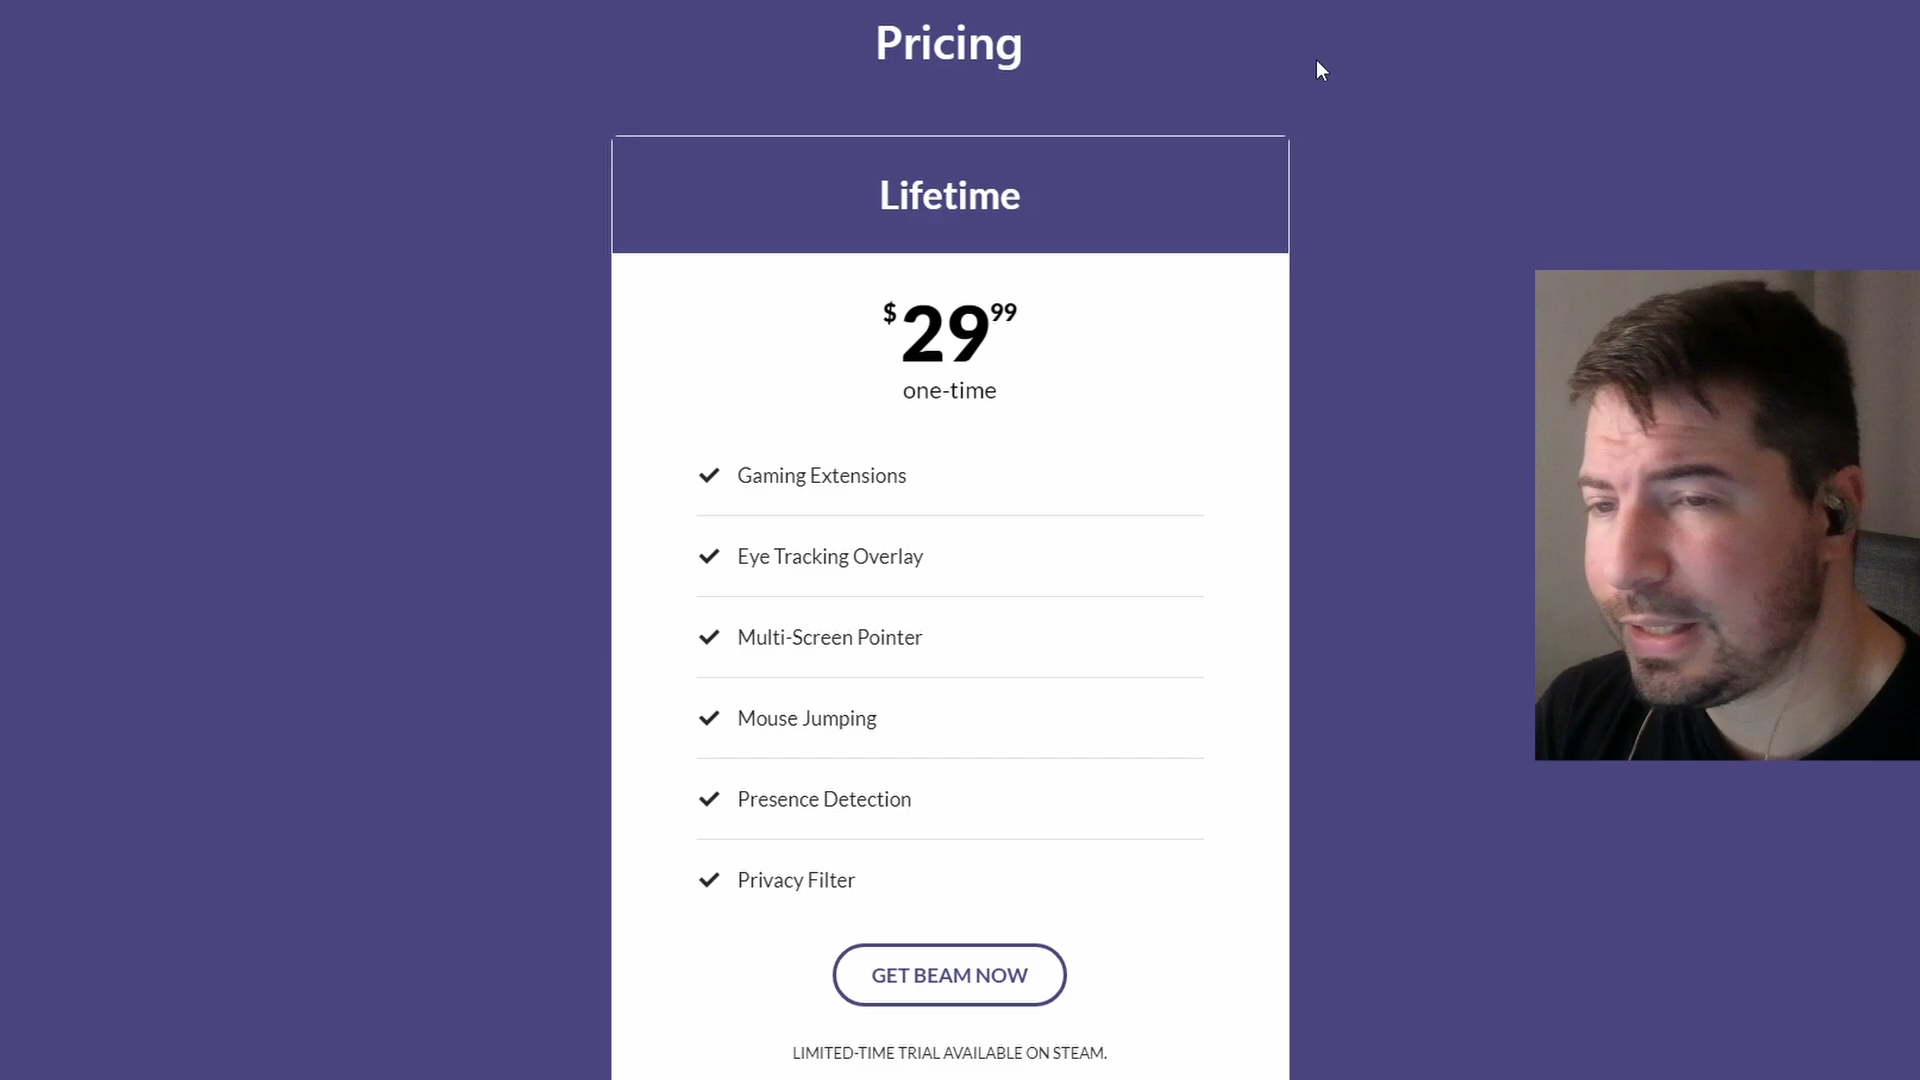 Pricing
Lifetime
$29 99
one-time
Gaming Extensions
Eye Tracking Overlay
Multi-Screen Pointer
Mouse Jumping
Presence Detection
Privacy Filter
GET BEAM NOW
LIMITED-TIME TRIAL AVAILABLE ON STEAM.